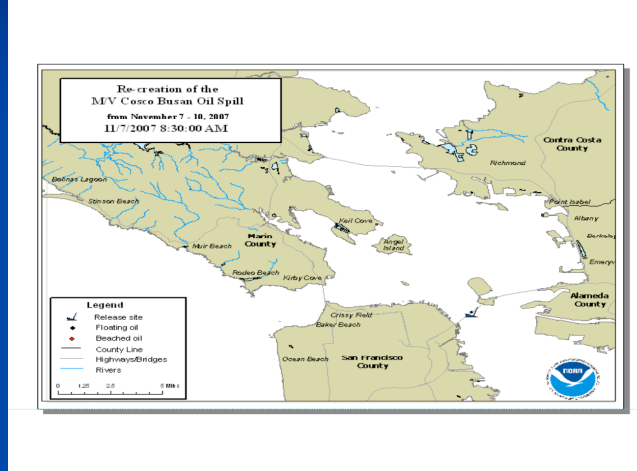 Re-creation of the
M/V Cosco Busan Oil Spill
from November 7 - 10, 2007
11/7/2007 8:30:00 AM
Contra Costa
County
Richmond
Bolinas Lagoon
Stinson Beach
Point Isabel
Albany
Keil Cove
Marin
County
Angel
Island
Berkeley
Muir Beach
Emeryv
Rodeo Beach
Kirby Cove
Alameda
County
Legend
Release site
Floating oil
Beached oil
County Line
Highways/Bridges
Rivers
0 1.25 2.5 5 Miles
Crissy Field
Baker Beach
Ocean Beach
San Francisco
County
NOAA